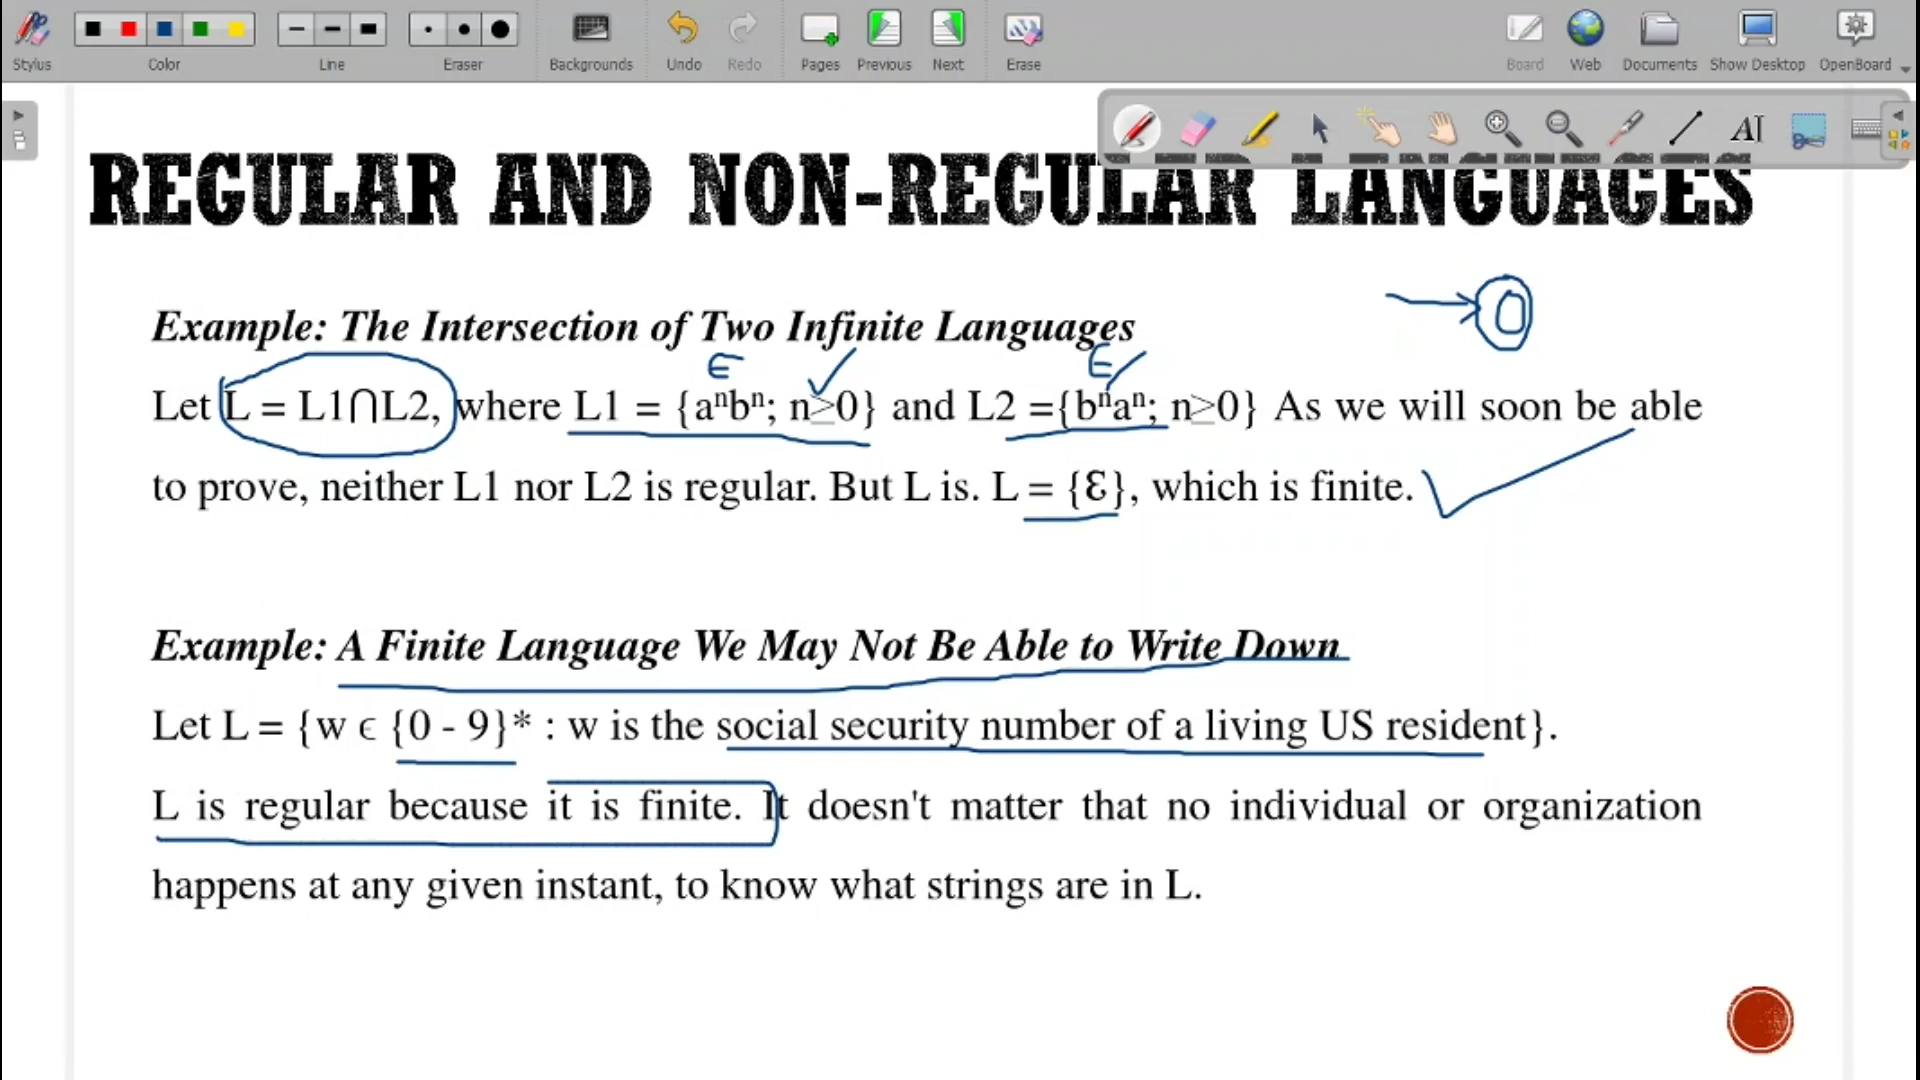 Stylus Color Line Eraser Backgrounds Undo Redo Pages Previous Next Erase Board Web Documents Show Desktop OpenBoard
AI
REGULAR AND NON-REGULAR LANGUAGES
Example: The Intersection of Two Infinite Languages
ϵ ϵ
Let L = L1∩L2, where L1 = {aⁿbⁿ; n≥0} and L2 ={bⁿaⁿ; n≥0} As we will soon be able
to prove, neither L1 nor L2 is regular. But L is. L = {Ɛ}, which is finite.
Example: A Finite Language We May Not Be Able to Write Down
Let L = {w ϵ {0 - 9}* : w is the social security number of a living US resident}.
L is regular because it is finite. It doesn't matter that no individual or organization
happens at any given instant, to know what strings are in L.